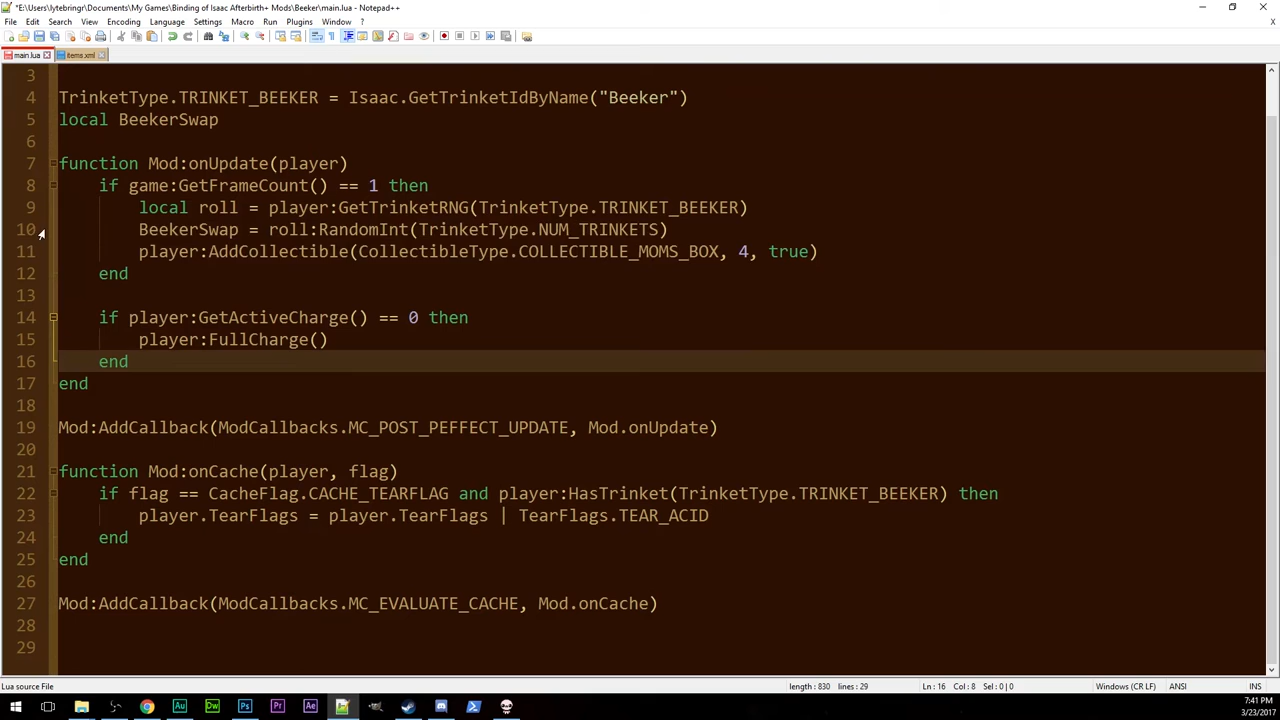 *E:\Users\lytebringr\Documents\My Games\Binding of Isaac Afterbirth+ Mods\Beeker\main.lua - Notepad++
File Edit Search View Encoding Language Settings Macro Run Plugins Window ? X
main.lua items.xml
3
4 TrinketType.TRINKET_BEEKER = Isaac.GetTrinketIdByName("Beeker")
5 local BeekerSwap
6
7 function Mod:onUpdate(player)
8 if game:GetFrameCount() == 1 then
9 local roll = player:GetTrinketRNG(TrinketType.TRINKET_BEEKER)
10 BeekerSwap = roll:RandomInt(TrinketType.NUM_TRINKETS)
11 player:AddCollectible(CollectibleType.COLLECTIBLE_MOMS_BOX, 4, true)
12 end
13
14 if player:GetActiveCharge() == 0 then
15 player:FullCharge()
16 end
17 end
18
19 Mod:AddCallback(ModCallbacks.MC_POST_PEFFECT_UPDATE, Mod.onUpdate)
20
21 function Mod:onCache(player, flag)
22 if flag == CacheFlag.CACHE_TEARFLAG and player:HasTrinket(TrinketType.TRINKET_BEEKER) then
23 player.TearFlags = player.TearFlags | TearFlags.TEAR_ACID
24 end
25 end
26
27 Mod:AddCallback(ModCallbacks.MC_EVALUATE_CACHE, Mod.onCache)
28
29
Lua source File length : 830 lines : 29 Ln : 16 Col : 8 Sel : 0 | 0 Windows (CR LF) ANSI INS
Au Dw Ps Pr Ae
7:41 PM
3/23/2017